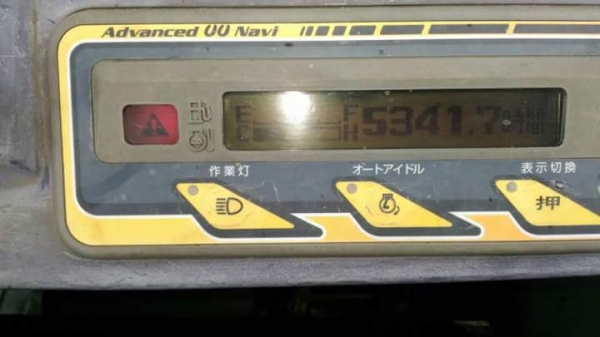 Advanced Navi
E F 5341.7
C H
作業灯 オートアイドル 表示切換
押